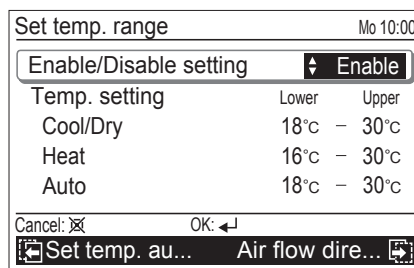 Set temp. range Mo 10:00
Enable/Disable setting Enable
Temp. setting Lower Upper
Cool/Dry 18°C – 30°C
Heat 16°C – 30°C
Auto 18°C – 30°C
Cancel: OK:
Set temp. au... Air flow dire...